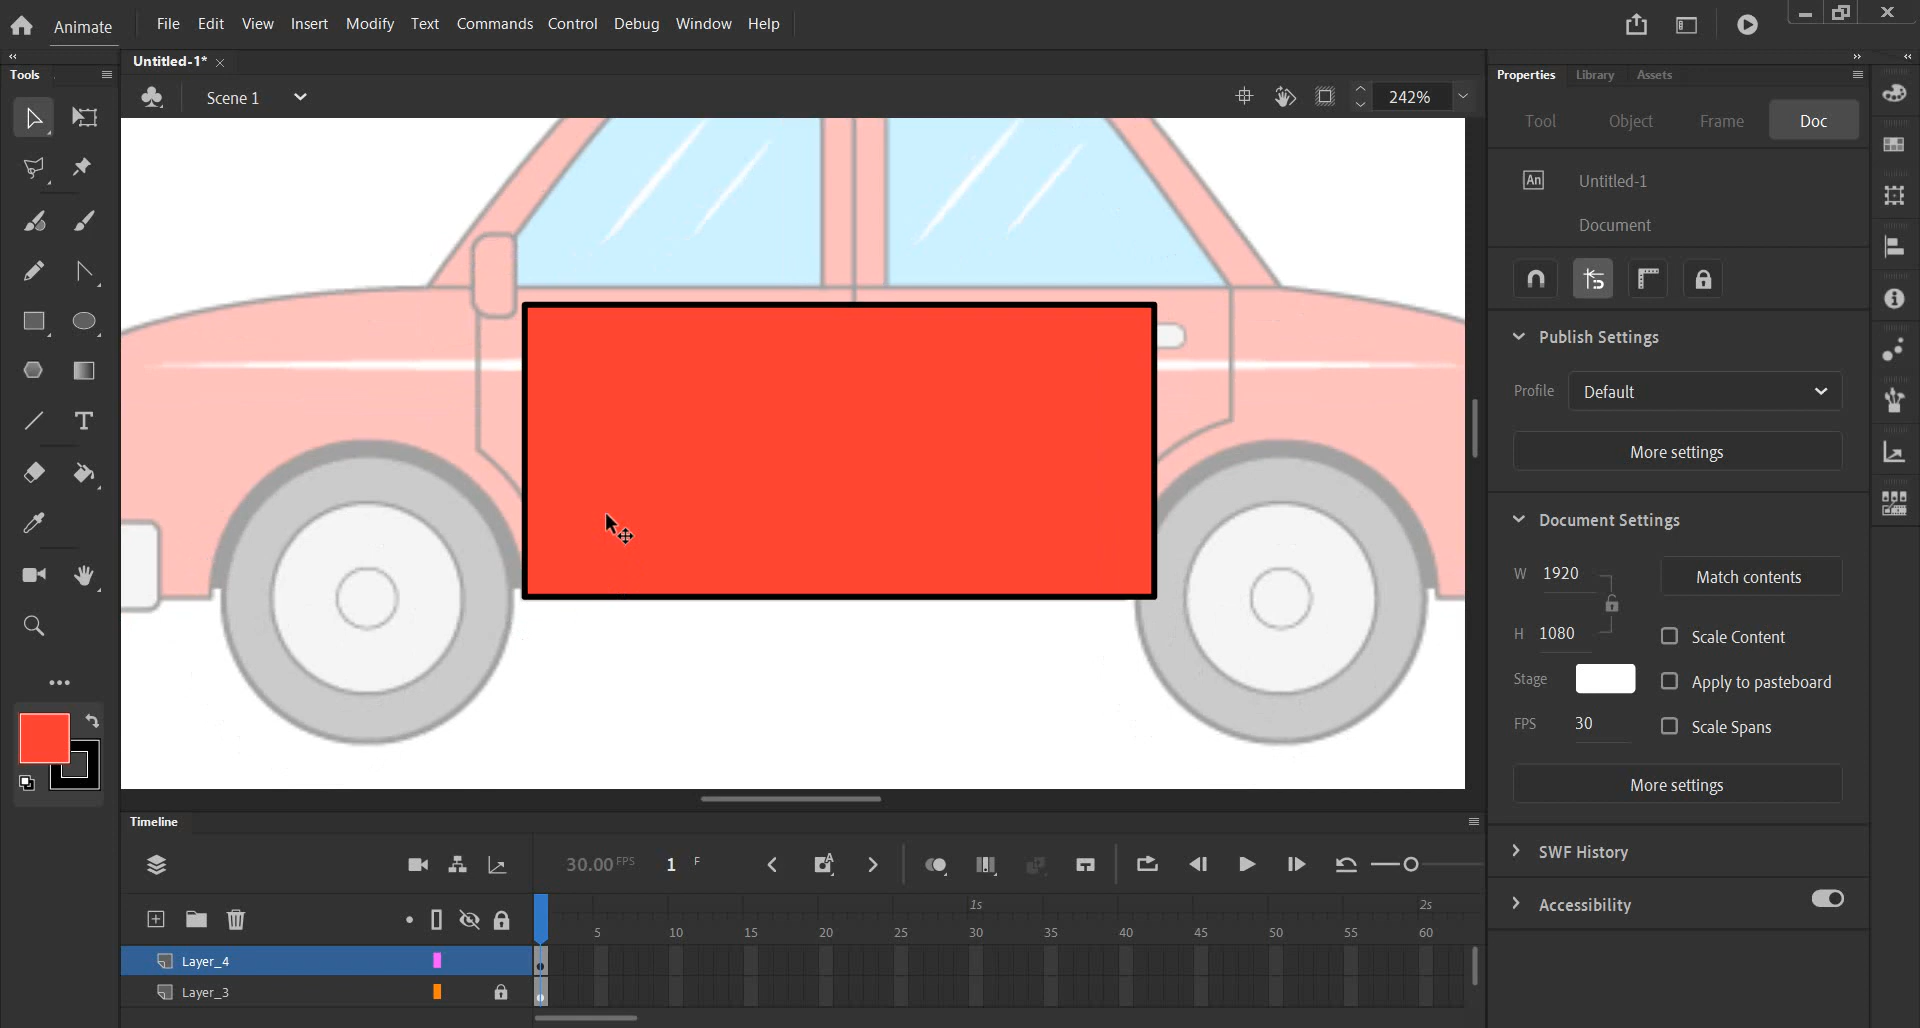 Animate File Edit View Insert Modify Text Commands Control Debug Window Help
Tools
Untitled-1*
Properties Library Assets
Scene 1
242%
Tool Object Frame Doc
An Untitled-1
Document
Publish Settings
Profile Default
More settings
Document Settings
W 1920
Match contents
H 1080
Scale Content
Stage
Apply to pasteboard
FPS 30
Scale Spans
More settings
SWF History
Accessibility
Timeline
30.00 FPS 1 F
1s 2s
5 10 15 20 25 30 35 40 45 50 55 60
Layer_4
Layer_3